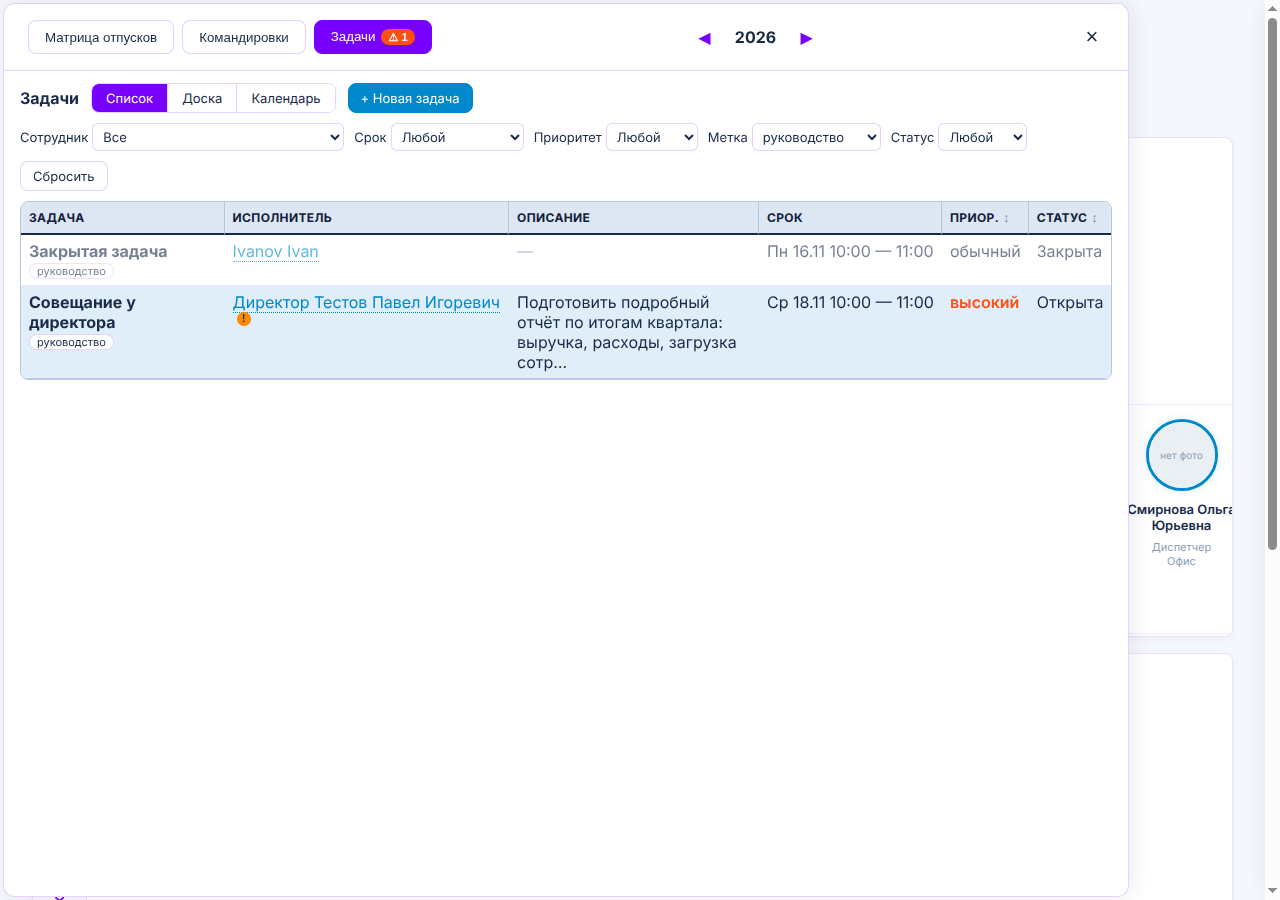 Матрица отпусков
Командировки
Задачи ⚠ 1
◀ 2026 ▶
×
Задачи
Список
Доска
Календарь
+ Новая задача
Сотрудник Все
Срок Любой
Приоритет Любой
Метка руководство
Статус Любой
Сбросить
ЗАДАЧА ИСПОЛНИТЕЛЬ ОПИСАНИЕ СРОК ПРИОР. ↕ СТАТУС ↕
Закрытая задача Ivanov Ivan — Пн 16.11 10:00 — 11:00 обычный Закрыта
руководство
Совещание у Директор Тестов Павел Игоревич Подготовить подробный Ср 18.11 10:00 — 11:00 высокий Открыта
директора ! отчёт по итогам квартала:
руководство выручка, расходы, загрузка
сотр...
нет фото
Смирнова Ольга
Юрьевна
Диспетчер
Офис